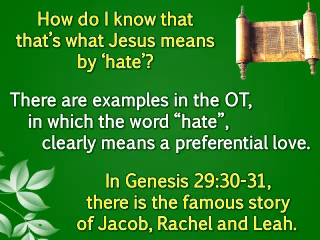 How do I know that
that’s what Jesus means
by ‘hate’?
There are examples in the OT,
in which the word “hate”,
clearly means a preferential love.
In Genesis 29:30-31,
there is the famous story
of Jacob, Rachel and Leah.